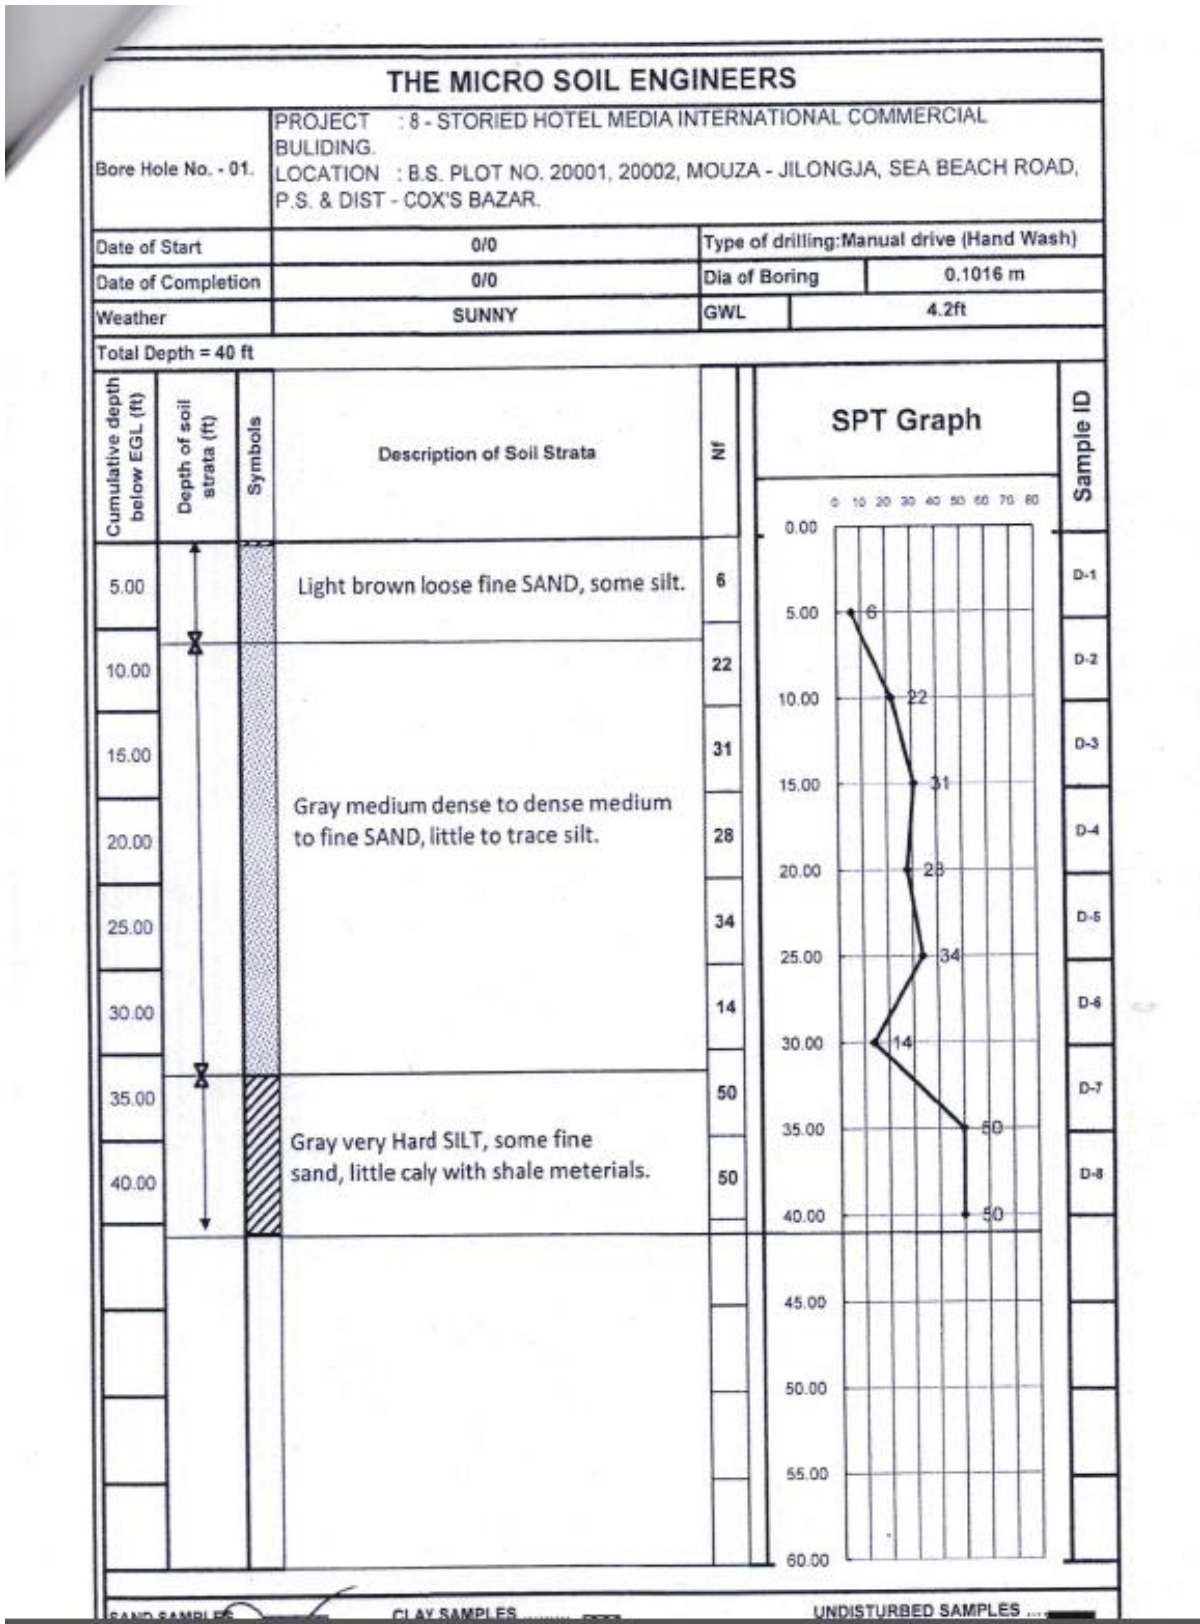 THE MICRO SOIL ENGINEERS
Bore Hole No. - 01.
PROJECT : 8 - STORIED HOTEL MEDIA INTERNATIONAL COMMERCIAL
BULIDING.
LOCATION : B.S. PLOT NO. 20001, 20002, MOUZA - JILONGJA, SEA BEACH ROAD,
P.S. & DIST - COX'S BAZAR.
Date of Start 0/0 Type of drilling:Manual drive (Hand Wash)
Date of Completion 0/0 Dia of Boring 0.1016 m
Weather SUNNY GWL 4.2ft
Total Depth = 40 ft
Cumulative depth
below EGL (ft)
Depth of soil
strata (ft)
Symbols
Description of Soil Strata
Nf
SPT Graph
Sample ID
0 10 20 30 40 50 60 70 80
0.00
5.00 Light brown loose fine SAND, some silt. 6 D-1
5.00 6
10.00 22 D-2
10.00 22
15.00 31 D-3
15.00 31
Gray medium dense to dense medium
to fine SAND, little to trace silt.
20.00 28 D-4
20.00 28
25.00 34 D-5
25.00 34
30.00 14 D-6
30.00 14
35.00 50 D-7
35.00 50
Gray very Hard SILT, some fine
sand, little caly with shale meterials.
40.00 50 D-8
40.00 50
45.00
50.00
55.00
60.00
SAND SAMPLES CLAY SAMPLES ........ UNDISTURBED SAMPLES ....